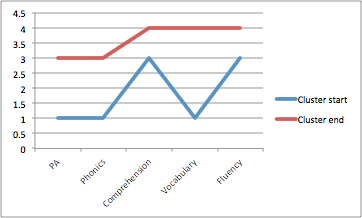 4.5
4
3.5
3
2.5
2
1.5
1
0.5
0
PA
Phonics
Comprehension
Vocabulary
Fluency
Cluster start
Cluster end